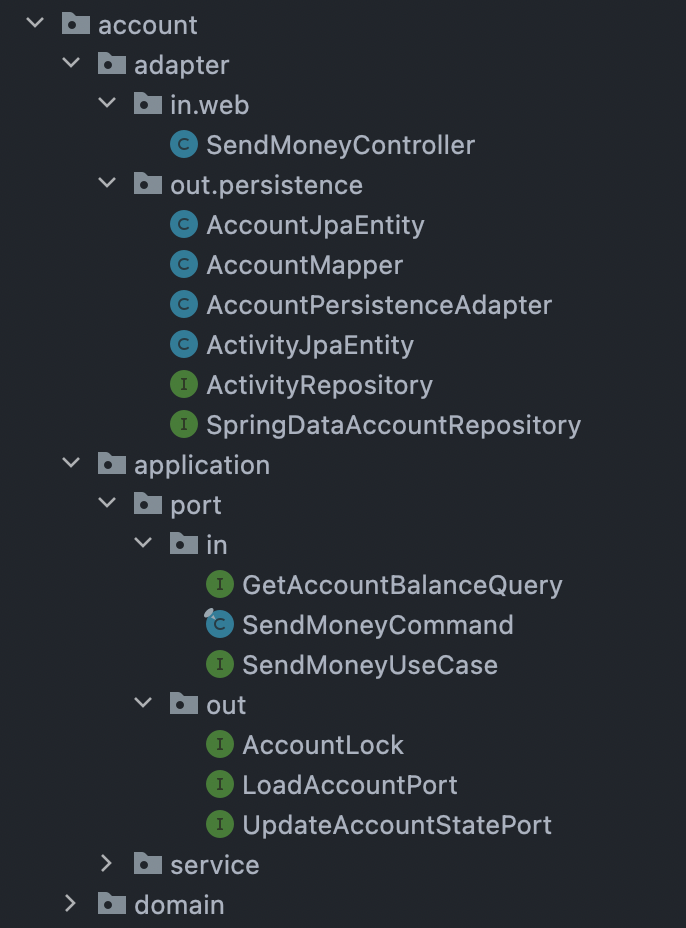 account
adapter
in.web
C SendMoneyController
out.persistence
C AccountJpaEntity
C AccountMapper
C AccountPersistenceAdapter
C ActivityJpaEntity
I ActivityRepository
I SpringDataAccountRepository
application
port
in
I GetAccountBalanceQuery
C SendMoneyCommand
I SendMoneyUseCase
out
I AccountLock
I LoadAccountPort
I UpdateAccountStatePort
service
domain